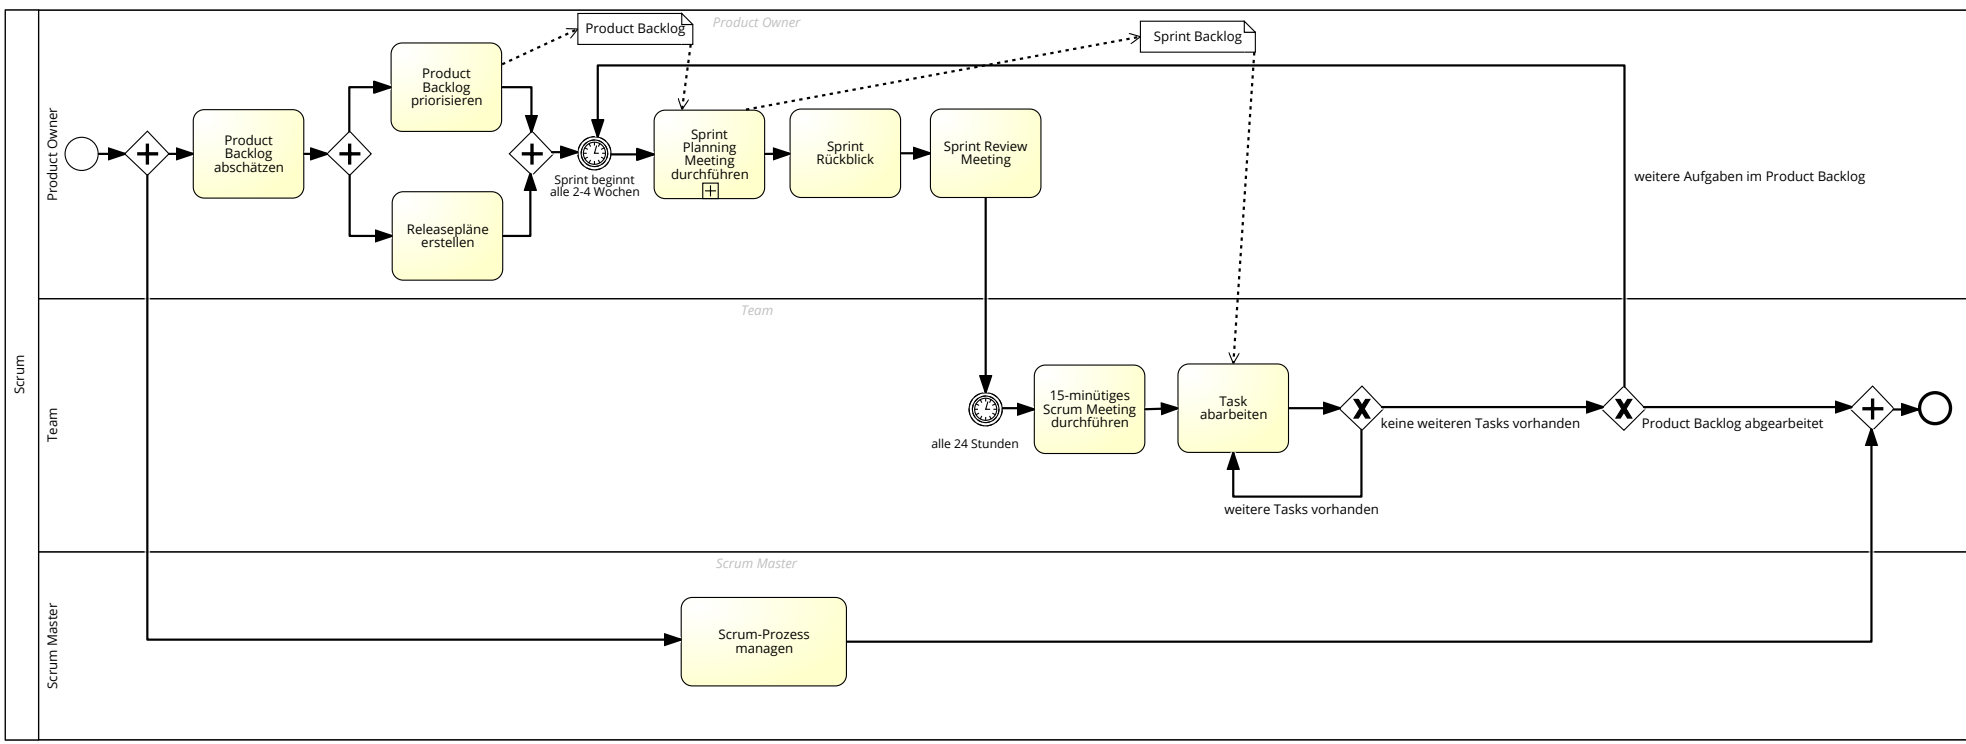 Scrum
Product Owner
Product Owner
Product Backlog
Sprint Backlog
Product
Backlog
priorisieren
Product
Backlog
abschätzen
Releasepläne
erstellen
Sprint beginnt
alle 2-4 Wochen
Sprint
Planning
Meeting
durchführen
Sprint
Rückblick
Sprint Review
Meeting
weitere Aufgaben im Product Backlog
Team
Team
alle 24 Stunden
15-minütiges
Scrum Meeting
durchführen
Task
abarbeiten
X
keine weiteren Tasks vorhanden
weitere Tasks vorhanden
X
Product Backlog abgearbeitet
Scrum Master
Scrum Master
Scrum-Prozess
managen